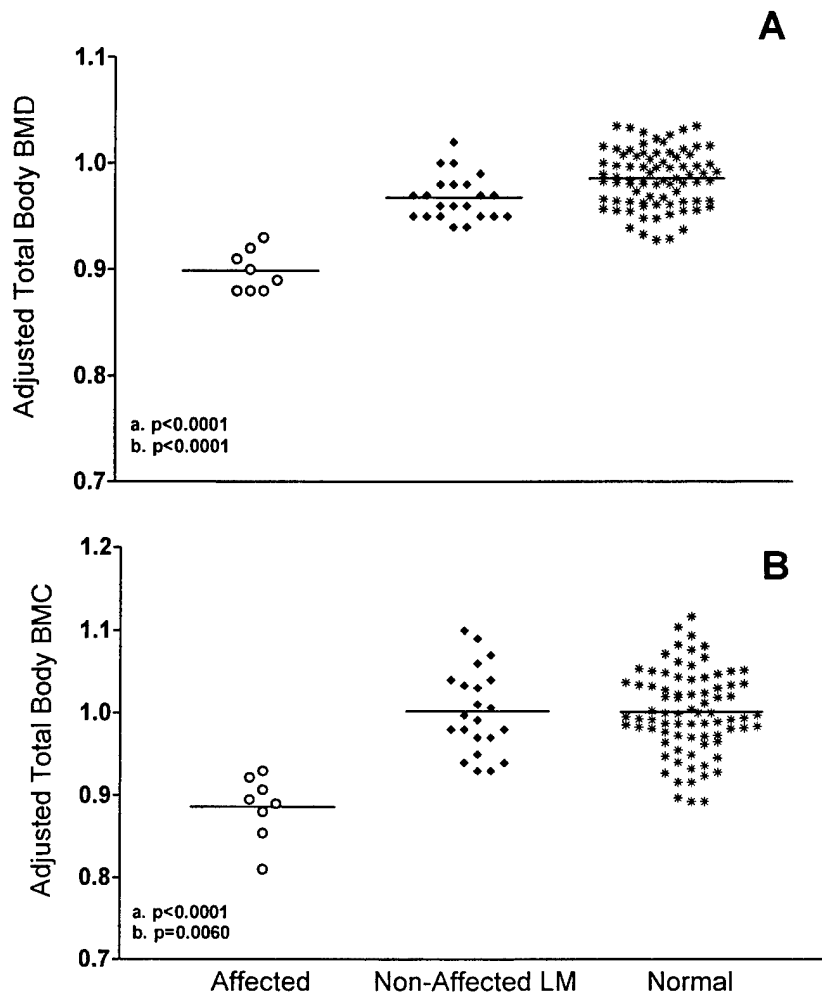 A
Adjusted Total Body BMD
1.1
1.0
0.9
0.8
0.7
a. p<0.0001
b. p<0.0001
B
Adjusted Total Body BMC
1.2
1.1
1.0
0.9
0.8
0.7
a. p<0.0001
b. p=0.0060
Affected Non-Affected LM Normal